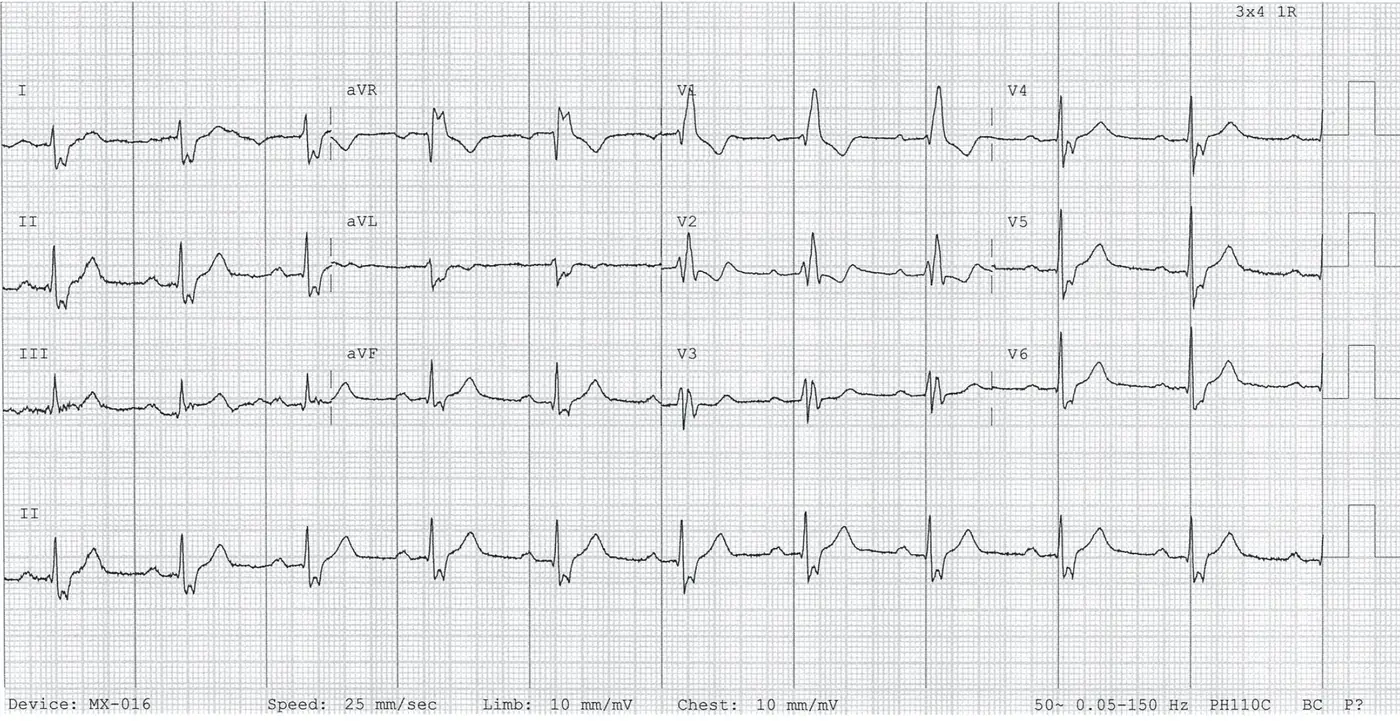 3x4 1R
I aVR V1 V4
II aVL V2 V5
III aVF V3 V6
II
Device: MX-016 Speed: 25 mm/sec Limb: 10 mm/mV Chest: 10 mm/mV 50~ 0.05-150 Hz PH110C BC P?